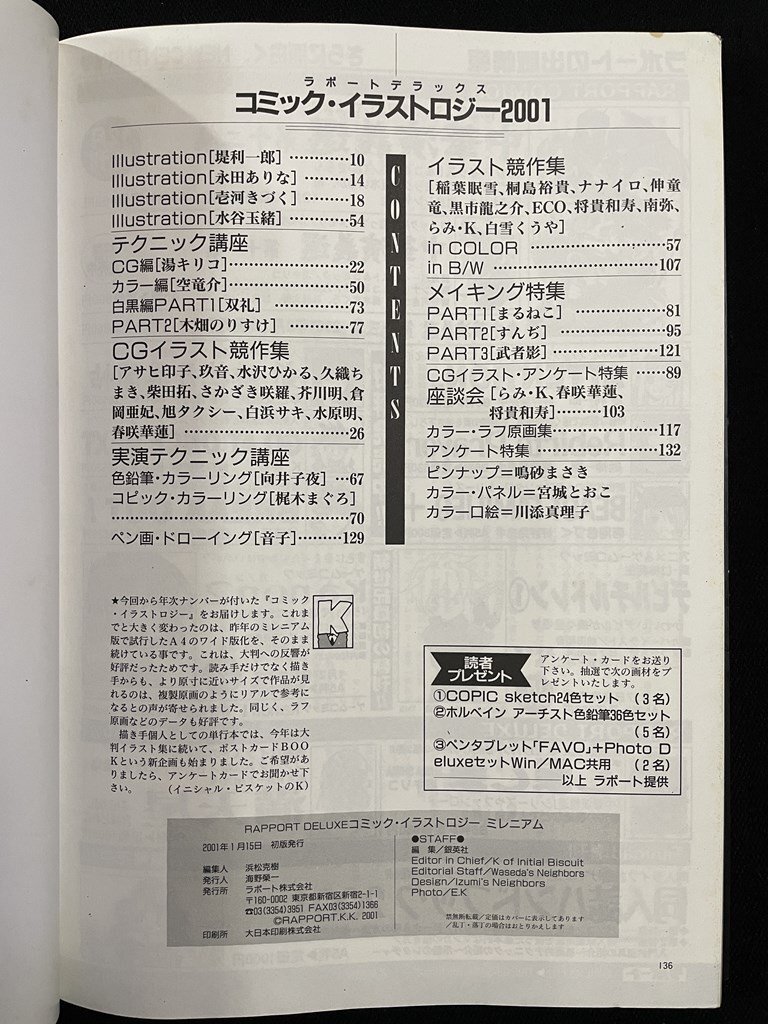 ラポートデラックス
コミック・イラストロジー2001
Illustration[堤利一郎] …………10
Illustration[永田ありな] …………14
Illustration[壱河きづく] …………18
Illustration[水谷玉緒] …………54
テクニック講座
CG編[湯キリコ]……………………22
カラー編[空竜介] …………………50
白黒編PART1[双礼] ……………73
PART2[木畑のりすけ] …………77
CGイラスト競作集
[アサヒ印子、玖音、水沢ひかる、久織ち
まき、柴田拓、さかざき咲羅、芥川明、倉
岡亜妃、旭タクシー、白浜サキ、水原明、
春咲華蓮] …………………………26
実演テクニック講座
色鉛筆・カラーリング[向井子夜] …67
コピック・カラーリング[梶木まぐろ]
………………………………………70
ペン画・ドローイング[音子]………129
CONTENTS
イラスト競作集
[稲葉眠雪、桐島裕貴、ナナイロ、伸童
竜、黒市龍之介、ECO、将貴和寿、南弥、
らみ・K、白雪くうや]
in COLOR ………………………57
in B/W ……………………………107
メイキング特集
PART1[まるねこ] ………………81
PART2[すんぢ] …………………95
PART3[武者影]…………………121
CGイラスト・アンケート特集 ……89
座談会[らみ・K、春咲華蓮、
将貴和寿]………103
カラー・ラフ原画集………………117
アンケート特集 …………………132
ピンナップ=鳴砂まさき
カラー・パネル=宮城とおこ
カラー口絵=川添真理子
★今回から年次ナンバーが付いた『コミック
・イラストロジー』をお届けします。これま
でと大きく変わったのは、昨年のミレニアム
版で試行したA4のワイド版化を、そのまま
続けている事です。これは、大判への反響が
好評だったためです。読み手だけでなく描き
手からも、より原寸に近いサイズで作品が見
れるのは、複製原画のようにリアルで参考に
なるとの声が寄せられました。同じく、ラフ
原画などのデータも好評です。
描き手個人としての単行本では、今年は大
判イラスト集に続いて、ポストカードBOO
Kという新企画も始まりました。ご希望があ
りましたら、アンケートカードでお聞かせ下
さい。 (イニシャル・ビスケットのK)
K
読者
プレゼント
アンケート・カードをお送り
下さい。抽選で次の画材をプ
レゼントいたします。
①COPIC sketch24色セット (3名)
②ホルベイン アーチスト色鉛筆36色セット
(5名)
③ペンタブレット「FAVO」+Photo D
eluxeセットWin/MAC共用 (2名)
以上 ラポート提供
RAPPORT DELUXEコミック・イラストロジー ミレニアム
2001年1月15日 初版発行
編集人 浜松克樹
発行人 海野榮一
発行所 ラポート株式会社
〒160-0002 東京都新宿区新宿2-1-1
☎03(3354)3951 FAX03(3354)1366
©RAPPORT.K.K. 2001
印刷所 大日本印刷株式会社
●STAFF●
編 集/銀英社
Editor in Chief/K of Initial Biscuit
Editorial Staff/Waseda's Neighbors
Design/Izumi's Neighbors
Photo/E.K
禁無断転載/定価はカバーに表示してあります
/乱丁・落丁の場合はおとりかえします
136